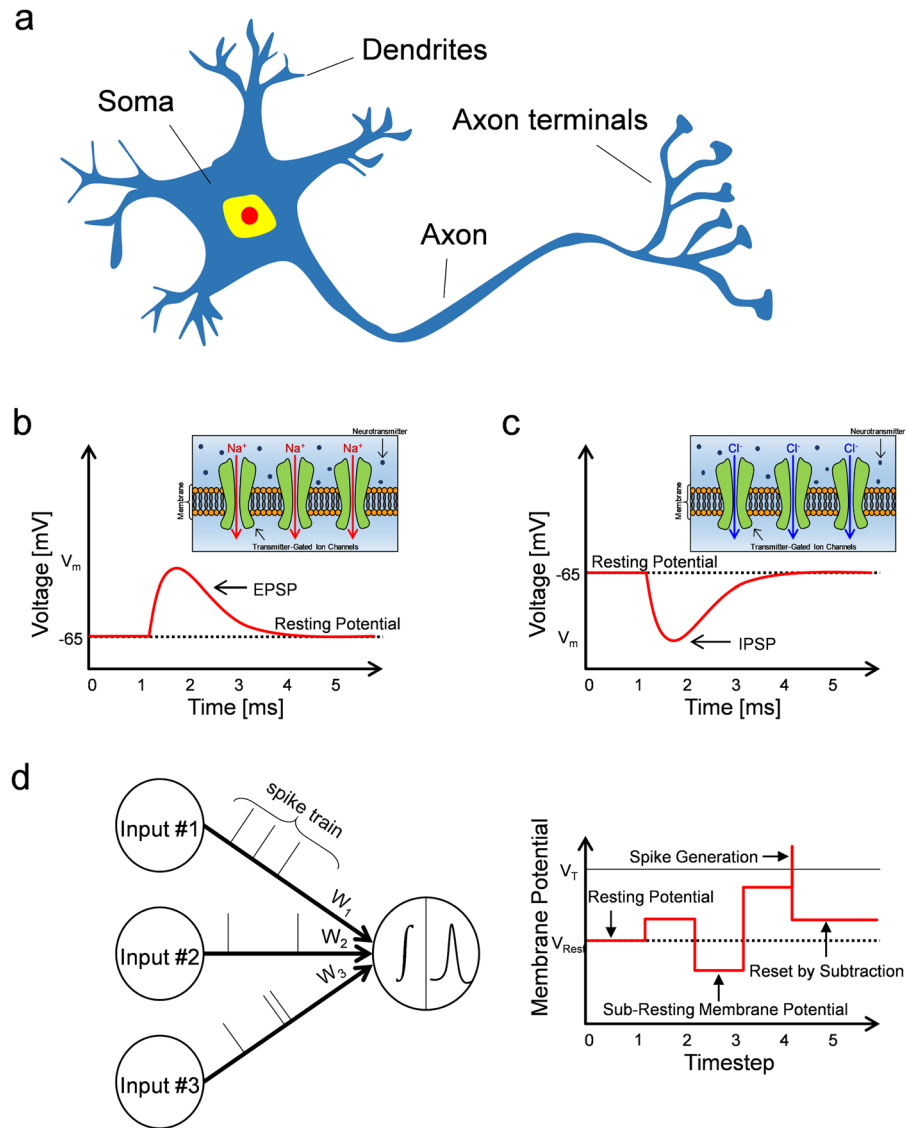 a
Dendrites
Soma
Axon terminals
Axon
b
Neurotransmitter
Na⁺ Na⁺ Na⁺
Membrane
Transmitter-Gated Ion Channels
Voltage [mV]
Vₘ
EPSP
Resting Potential
-65
0 1 2 3 4 5
Time [ms]
c
Neurotransmitter
Cl⁻ Cl⁻ Cl⁻
Membrane
Transmitter-Gated Ion Channels
Voltage [mV]
Resting Potential
-65
Vₘ
IPSP
0 1 2 3 4 5
Time [ms]
d
spike train
Input #1
W₁
Input #2
W₂
W₃
Input #3
∫
Membrane Potential
Spike Generation
V_T
Resting Potential
V_Rest
Reset by Subtraction
Sub-Resting Membrane Potential
0 1 2 3 4 5
Timestep